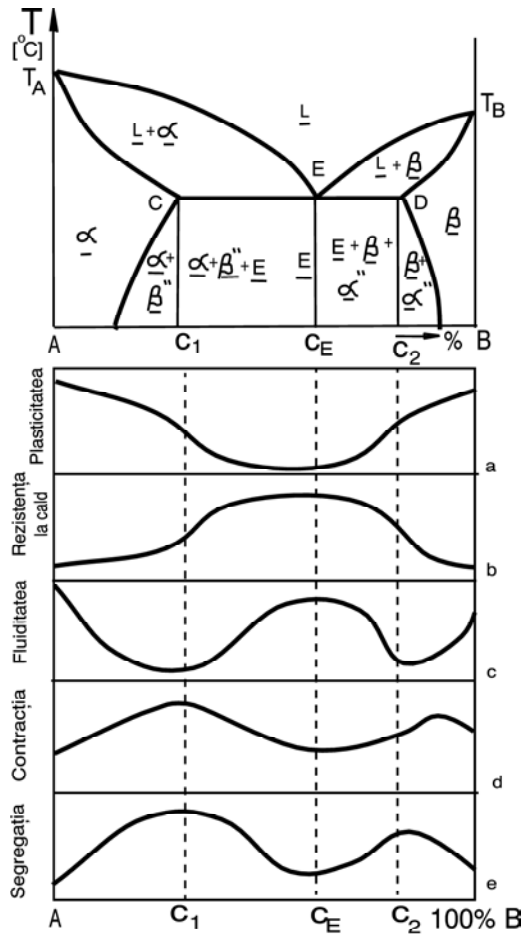 T
[°C]
T_A
T_B
L
L + α
E
L + β
C
D
α
β
α + β"
α + β" + E
E
E + β + α"
β + α"
A
C₁
C_E
C₂
% B
Plasticitatea
a
Rezistența la cald
b
Fluiditatea
c
Contracția
d
Segregația
e
A
C₁
C_E
C₂
100% B